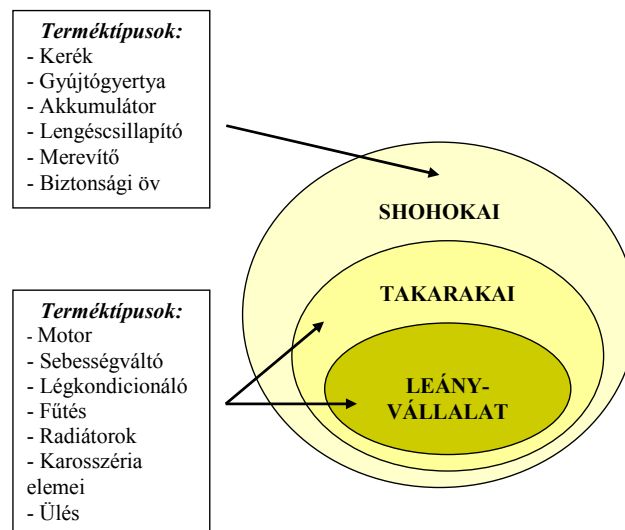 Terméktípusok:
- Kerék
- Gyújtógyertya
- Akkumulátor
- Lengéscsillapító
- Merevítő
- Biztonsági öv
SHOHOKAI
TAKARAKAI
LEÁNY-
VÁLLALAT
Terméktípusok:
- Motor
- Sebességváltó
- Légkondicionáló
- Fűtés
- Radiátorok
- Karosszéria
elemei
- Ülés